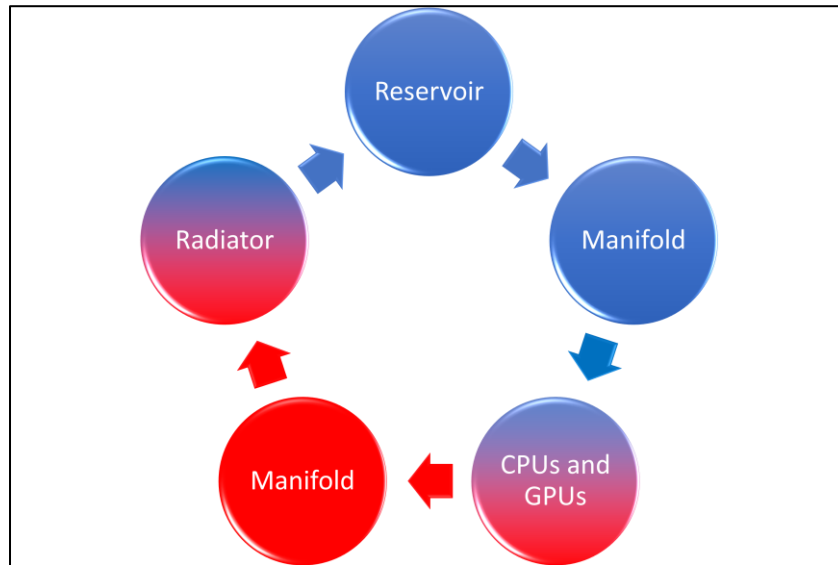 Reservoir
Manifold
CPUs and
GPUs
Manifold
Radiator